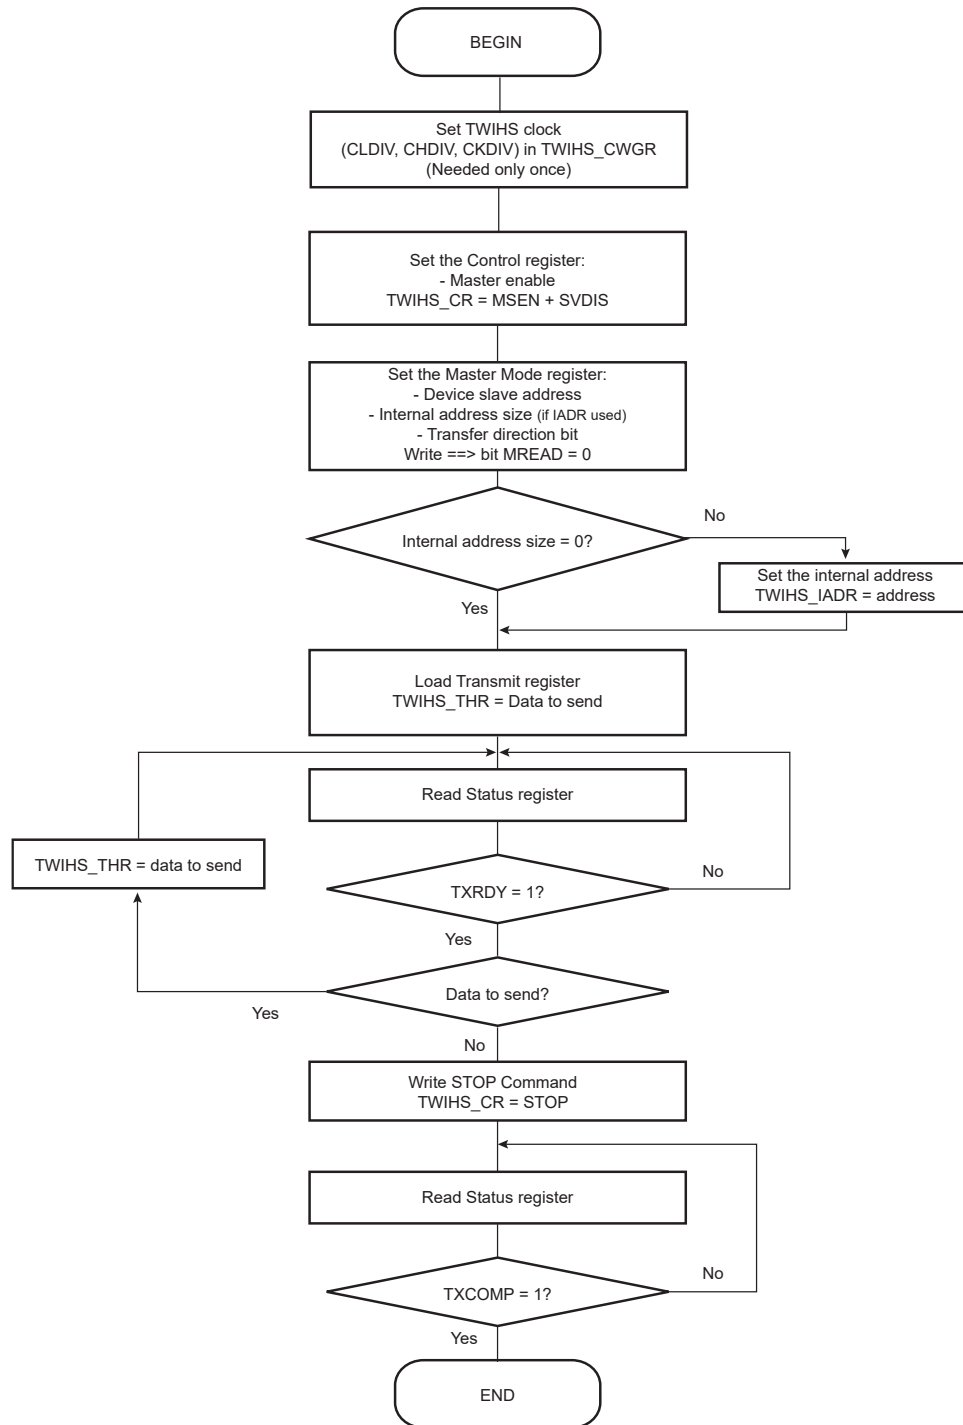 BEGIN
Set TWIHS clock
(CLDIV, CHDIV, CKDIV) in TWIHS_CWGR
(Needed only once)
Set the Control register:
- Master enable
TWIHS_CR = MSEN + SVDIS
Set the Master Mode register:
- Device slave address
- Internal address size (if IADR used)
- Transfer direction bit
Write ==> bit MREAD = 0
No
Internal address size = 0?
Set the internal address
TWIHS_IADR = address
Yes
Load Transmit register
TWIHS_THR = Data to send
Read Status register
TWIHS_THR = data to send
No
TXRDY = 1?
Yes
Data to send?
Yes
No
Write STOP Command
TWIHS_CR = STOP
Read Status register
No
TXCOMP = 1?
Yes
END